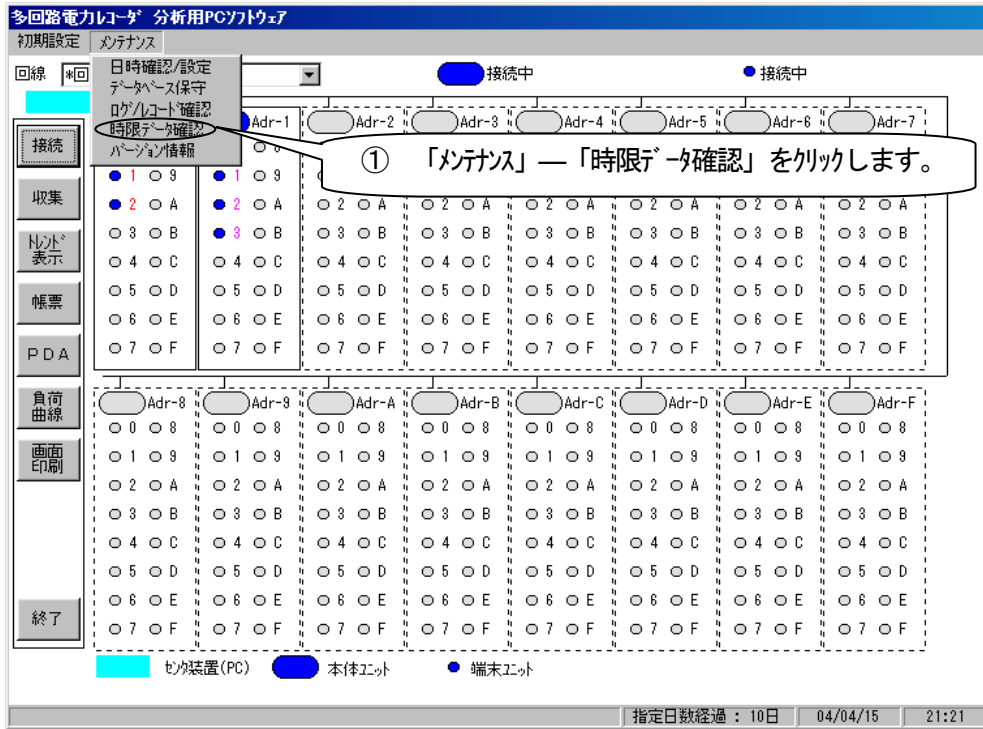 多回路電力ﾚｺｰﾀﾞ 分析用PCｿﾌﾄｳｪｱ
初期設定 ﾒﾝﾃﾅﾝｽ
回線 *回 接続中 接続中
日時確認/設定
ﾃﾞｰﾀﾍﾞｰｽ保守
ﾛｸﾞ/ﾚｺｰﾄﾞ確認
時限ﾃﾞｰﾀ確認
ﾊﾞｰｼﾞｮﾝ情報
Adr-1 Adr-2 Adr-3 Adr-4 Adr-5 Adr-6 Adr-7
① 「ﾒﾝﾃﾅﾝｽ」―「時限ﾃﾞｰﾀ確認」をｸﾘｯｸします。
接続
収集
ﾄﾚﾝﾄﾞ
表示
帳票
PDA
負荷
曲線
画面
印刷
終了
1 9 1 9
2 A 2 A 2 A 2 A 2 A 2 A 2 A 2 A
3 B 3 B 3 B 3 B 3 B 3 B 3 B 3 B
4 C 4 C 4 C 4 C 4 C 4 C 4 C 4 C
5 D 5 D 5 D 5 D 5 D 5 D 5 D 5 D
6 E 6 E 6 E 6 E 6 E 6 E 6 E 6 E
7 F 7 F 7 F 7 F 7 F 7 F 7 F 7 F
Adr-8 Adr-9 Adr-A Adr-B Adr-C Adr-D Adr-E Adr-F
0 8 0 8 0 8 0 8 0 8 0 8 0 8 0 8
1 9 1 9 1 9 1 9 1 9 1 9 1 9 1 9
2 A 2 A 2 A 2 A 2 A 2 A 2 A 2 A
3 B 3 B 3 B 3 B 3 B 3 B 3 B 3 B
4 C 4 C 4 C 4 C 4 C 4 C 4 C 4 C
5 D 5 D 5 D 5 D 5 D 5 D 5 D 5 D
6 E 6 E 6 E 6 E 6 E 6 E 6 E 6 E
7 F 7 F 7 F 7 F 7 F 7 F 7 F 7 F
ｾﾝﾀ装置(PC) 本体ﾕﾆｯﾄ 端末ﾕﾆｯﾄ
指定日数経過 : 10日 04/04/15 21:21